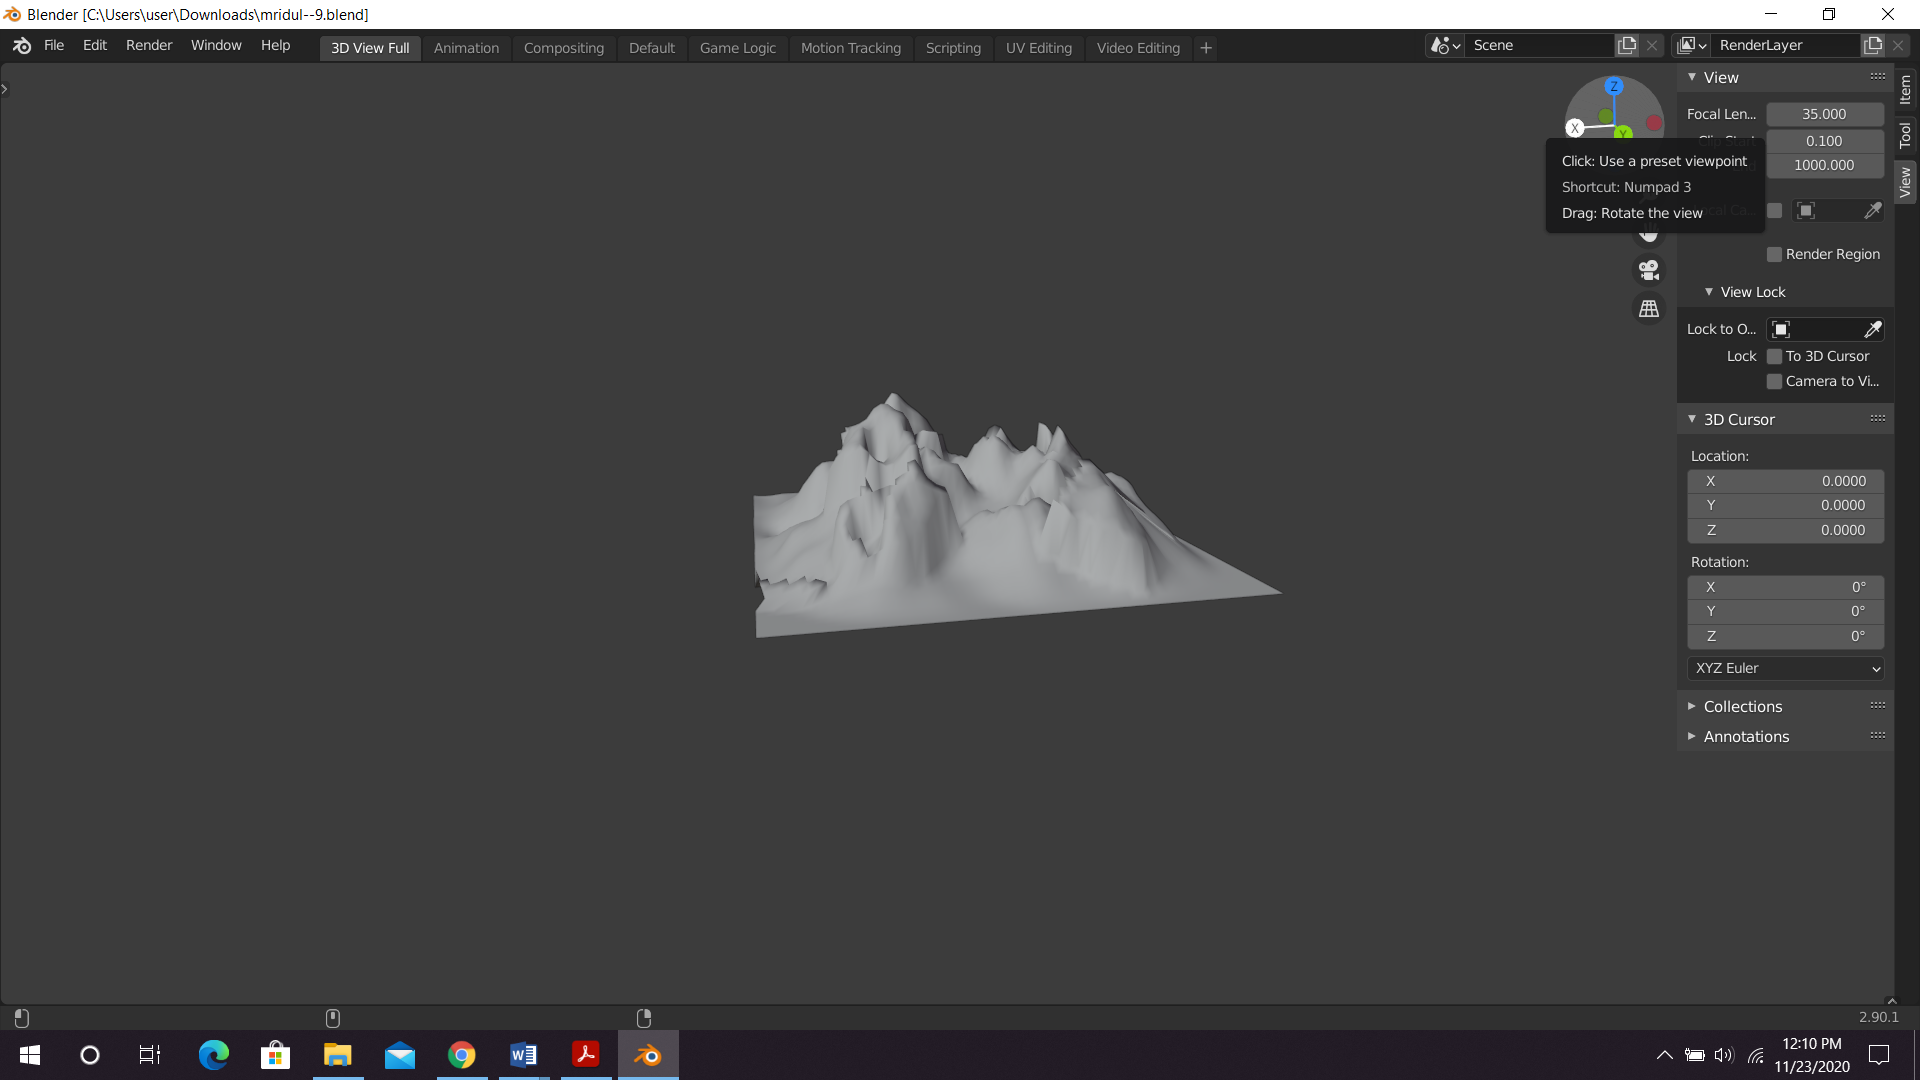 Blender [C:\Users\user\Downloads\mridul--9.blend]
File Edit Render Window Help 3D View Full Animation Compositing Default Game Logic Motion Tracking Scripting UV Editing Video Editing + Scene RenderLayer
View
Item
Tool
View
Z
X
Y
Focal Len... 35.000
Clip Start 0.100
1000.000
Click: Use a preset viewpoint
Shortcut: Numpad 3
Drag: Rotate the view
Render Region
View Lock
Lock to O...
Lock To 3D Cursor
Camera to Vi...
3D Cursor
Location:
X 0.0000
Y 0.0000
Z 0.0000
Rotation:
X 0°
Y 0°
Z 0°
XYZ Euler
Collections
Annotations
2.90.1
12:10 PM
11/23/2020